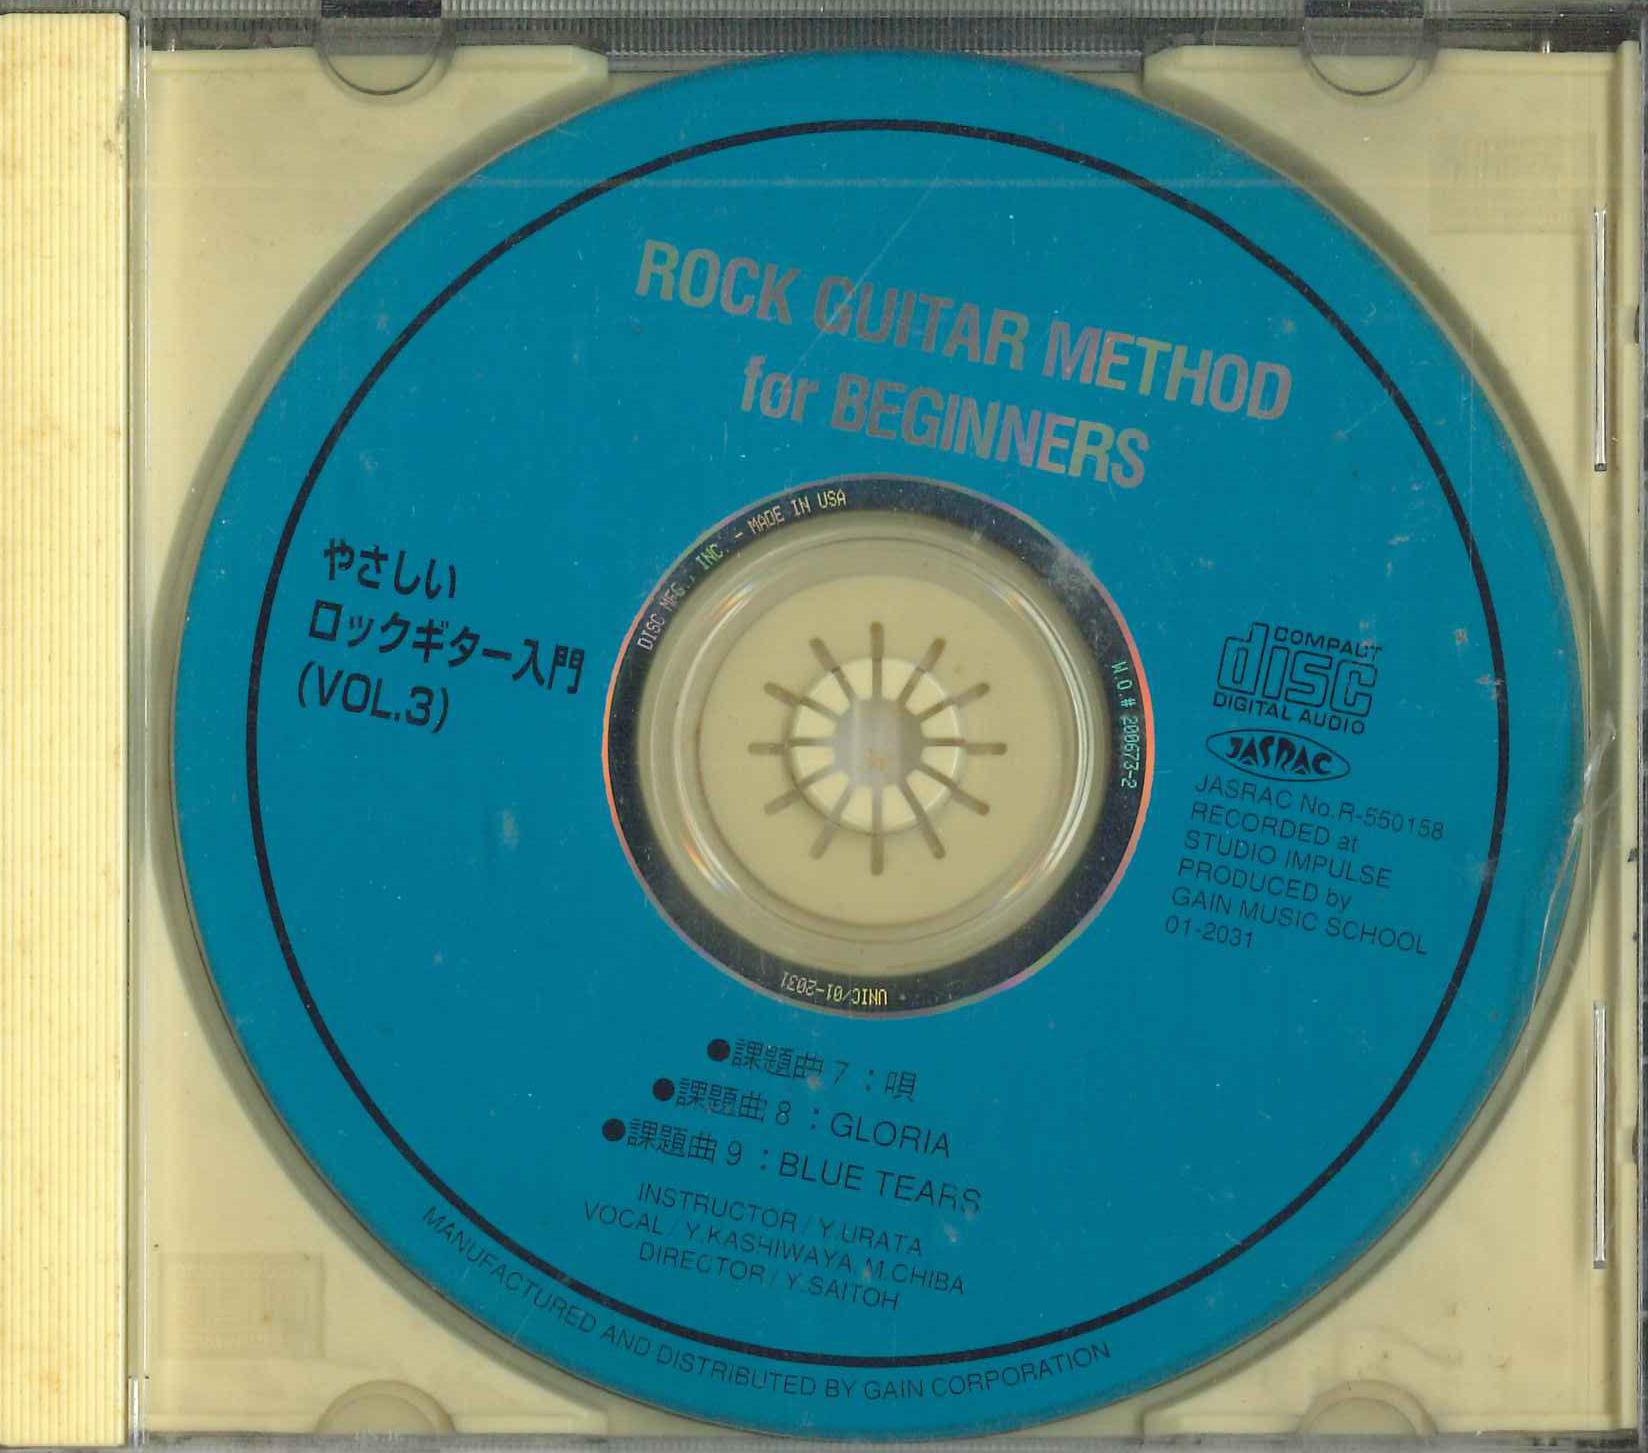 ROCK GUITAR METHOD
for BEGINNERS
やさしい
ロックギター入門
(VOL.3)
DISC MFG., INC. - MADE IN USA
W.O.# 200673-2
UNIC/01-2031
COMPACT
disc
DIGITAL AUDIO
JASRAC
JASRAC No.R-550158
RECORDED at
STUDIO IMPULSE
PRODUCED by
GAIN MUSIC SCHOOL
01-2031
●課題曲7:唄
●課題曲8:GLORIA
●課題曲9:BLUE TEARS
INSTRUCTOR/Y.URATA
VOCAL/Y.KASHIWAYA,M.CHIBA
DIRECTOR/Y.SAITOH
MANUFACTURED AND DISTRIBUTED BY GAIN CORPORATION